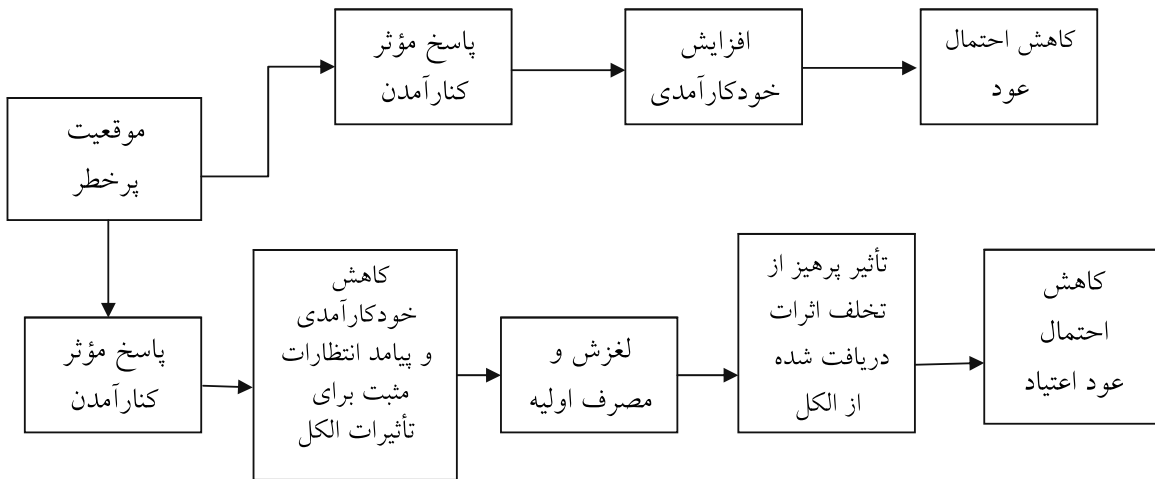 موقعیت
پرخطر
پاسخ مؤثر
کنارآمدن
افزایش
خودکارآمدی
کاهش احتمال
عود
پاسخ مؤثر
کنارآمدن
کاهش
خودکارآمدی
و پیامد انتظارات
مثبت برای
تأثیرات الکل
لغزش و
مصرف اولیه
تأثیر پرهیز از
تخلف اثرات
دریافت شده
از الکل
کاهش
احتمال
عود اعتیاد